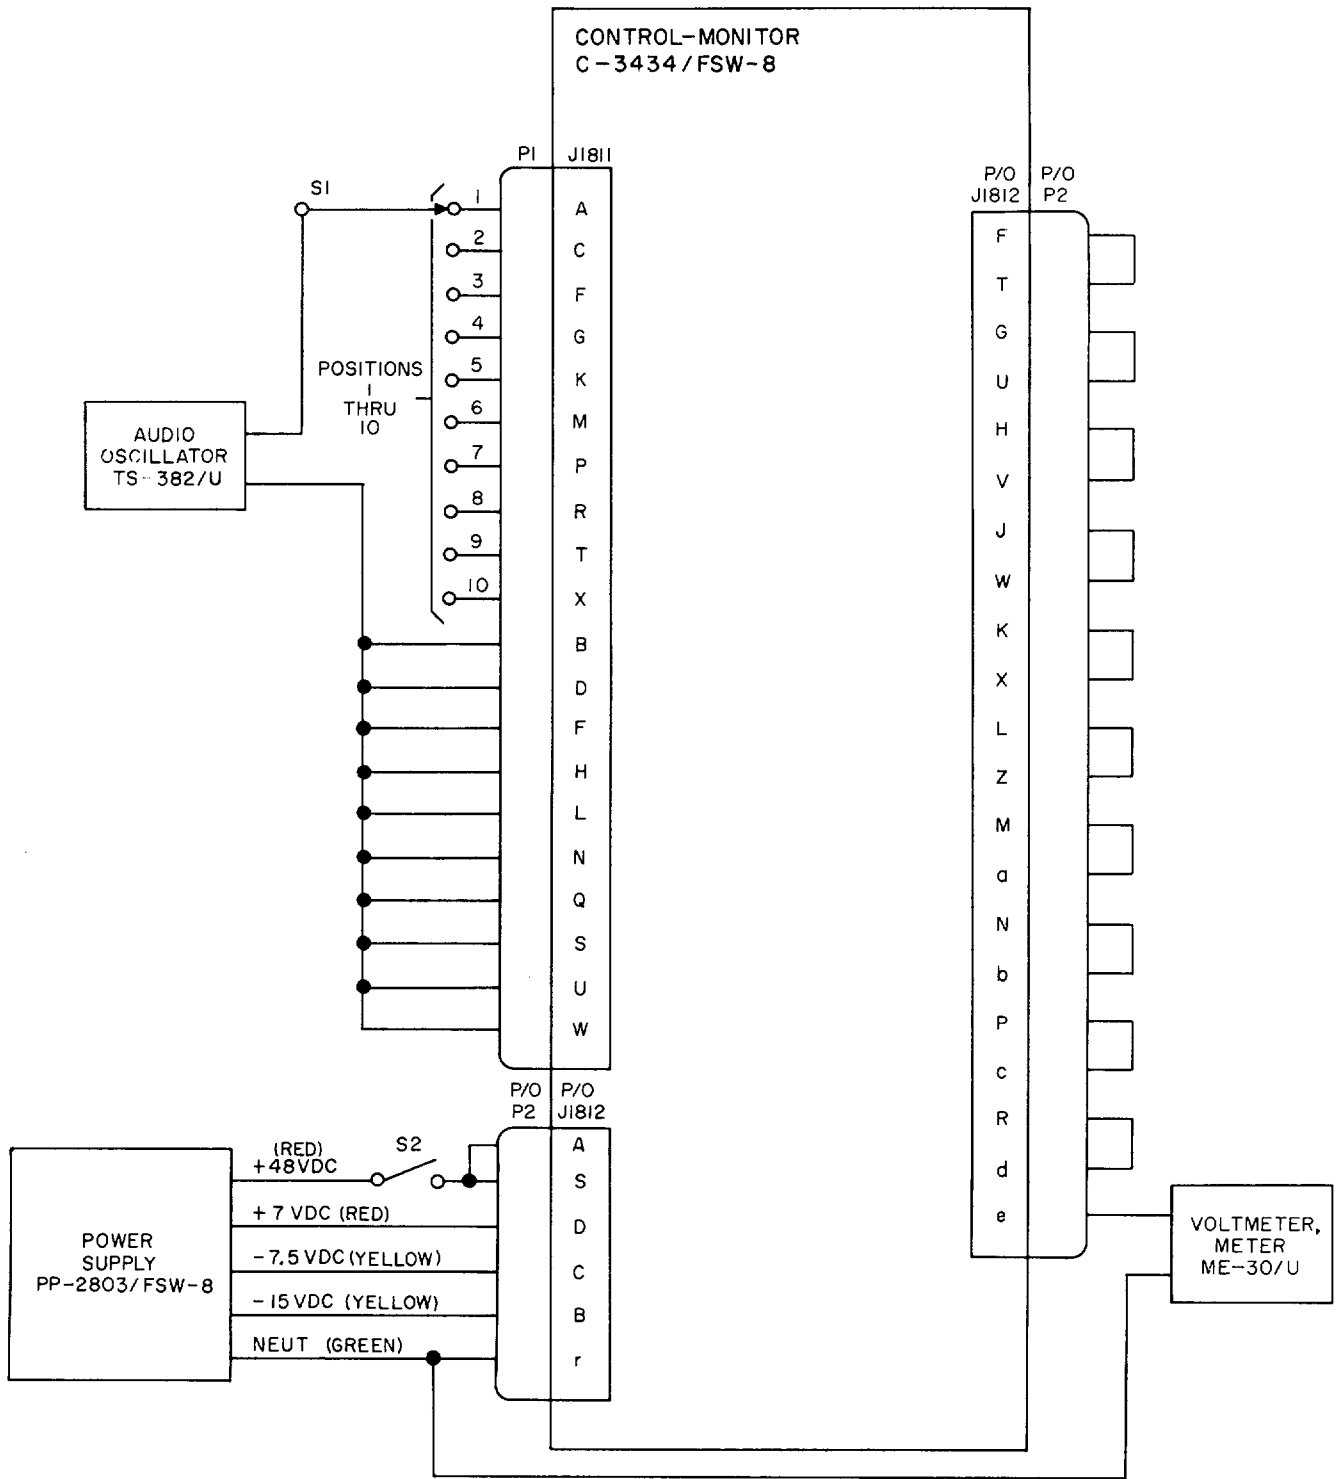 CONTROL-MONITOR
C-3434/FSW-8
P1 J1811
S1
1 A
2 C
3 F
4 G
5 K
6 M
7 P
8 R
9 T
10 X
B
D
F
H
L
N
Q
S
U
W
POSITIONS
1
THRU
10
AUDIO
OSCILLATOR
TS-382/U
P/O P/O
J1812 P2
F
T
G
U
H
V
J
W
K
X
L
Z
M
a
N
b
P
c
R
d
e
VOLTMETER,
METER
ME-30/U
P/O P/O
P2 J1812
A
S
D
C
B
r
S2
(RED)
+48VDC
+7 VDC (RED)
-7.5 VDC (YELLOW)
-15 VDC (YELLOW)
NEUT (GREEN)
POWER
SUPPLY
PP-2803/FSW-8